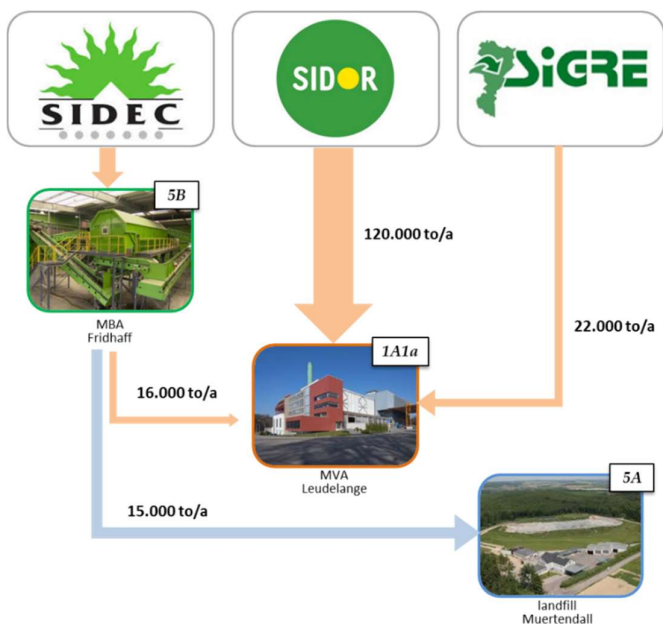 SIDEC
SIDOR
SiGRE
5B
120.000 to/a
MBA
Fridhaff
22.000 to/a
1A1a
16.000 to/a
MVA
Leudelange
5A
15.000 to/a
landfill
Muertendall